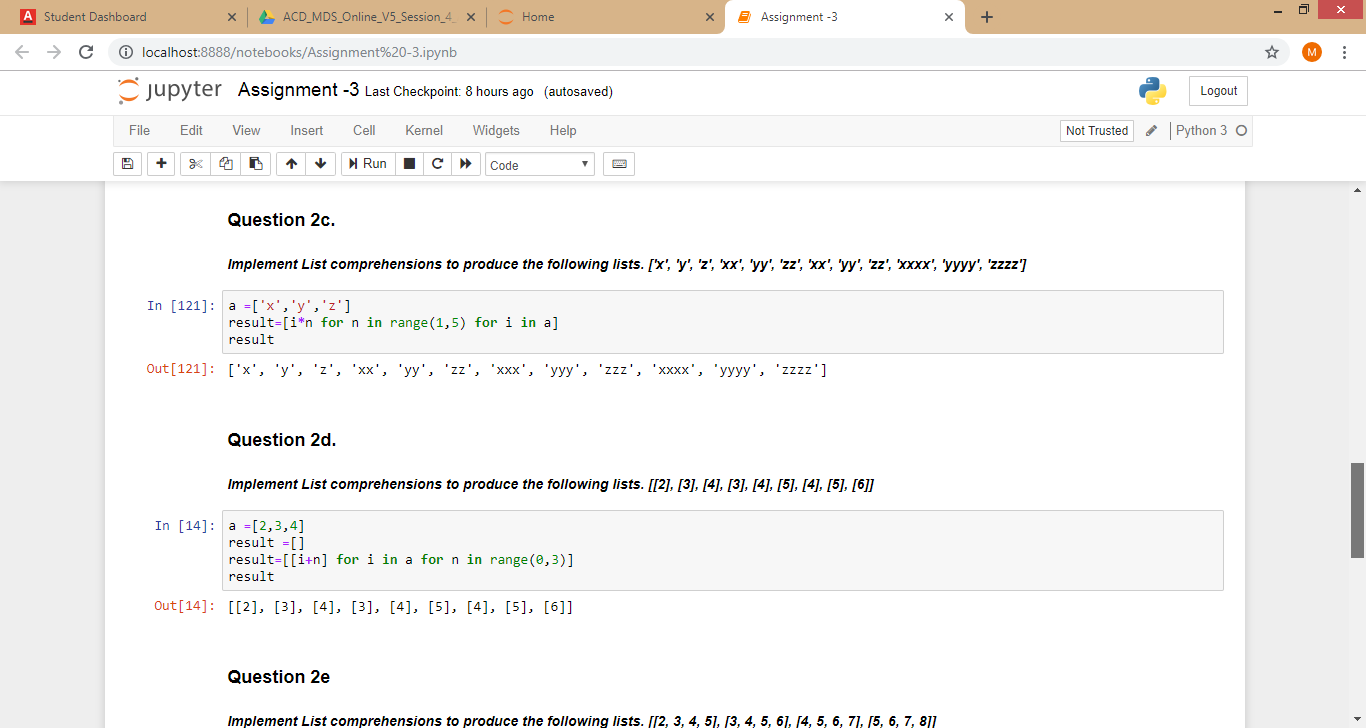 Student Dashboard
ACD_MDS_Online_V5_Session_4_
Home
Assignment -3
localhost:8888/notebooks/Assignment%20-3.ipynb
M
jupyter Assignment -3 Last Checkpoint: 8 hours ago (autosaved)
Logout
File Edit View Insert Cell Kernel Widgets Help
Not Trusted
Python 3
Run
Code
Question 2c.
Implement List comprehensions to produce the following lists. ['x', 'y', 'z', 'xx', 'yy', 'zz', 'xx', 'yy', 'zz', 'xxxx', 'yyyy', 'zzzz']
In [121]: a =['x','y','z']
result=[i*n for n in range(1,5) for i in a]
result
Out[121]: ['x', 'y', 'z', 'xx', 'yy', 'zz', 'xxx', 'yyy', 'zzz', 'xxxx', 'yyyy', 'zzzz']
Question 2d.
Implement List comprehensions to produce the following lists. [[2], [3], [4], [3], [4], [5], [4], [5], [6]]
In [14]: a =[2,3,4]
result =[]
result=[[i+n] for i in a for n in range(0,3)]
result
Out[14]: [[2], [3], [4], [3], [4], [5], [4], [5], [6]]
Question 2e
Implement List comprehensions to produce the following lists. [[2, 3, 4, 5], [3, 4, 5, 6], [4, 5, 6, 7], [5, 6, 7, 8]]